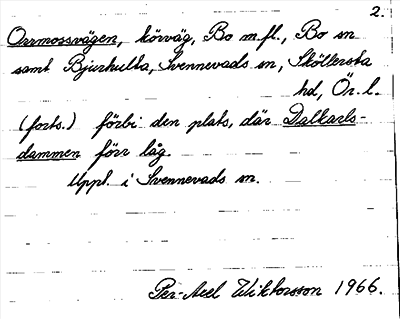 2.
Orrmossvägen, körväg, Bo m.fl., Bo sn
samt Bjurhulta, Svennevads sn, Sköllersta
hd, Ör. l.
(forts.) förbi den plats, där Dalkarls-
dammen förr låg.
Uppl. i Svennevads sn.
Per-Axel Wiktorsson 1966.